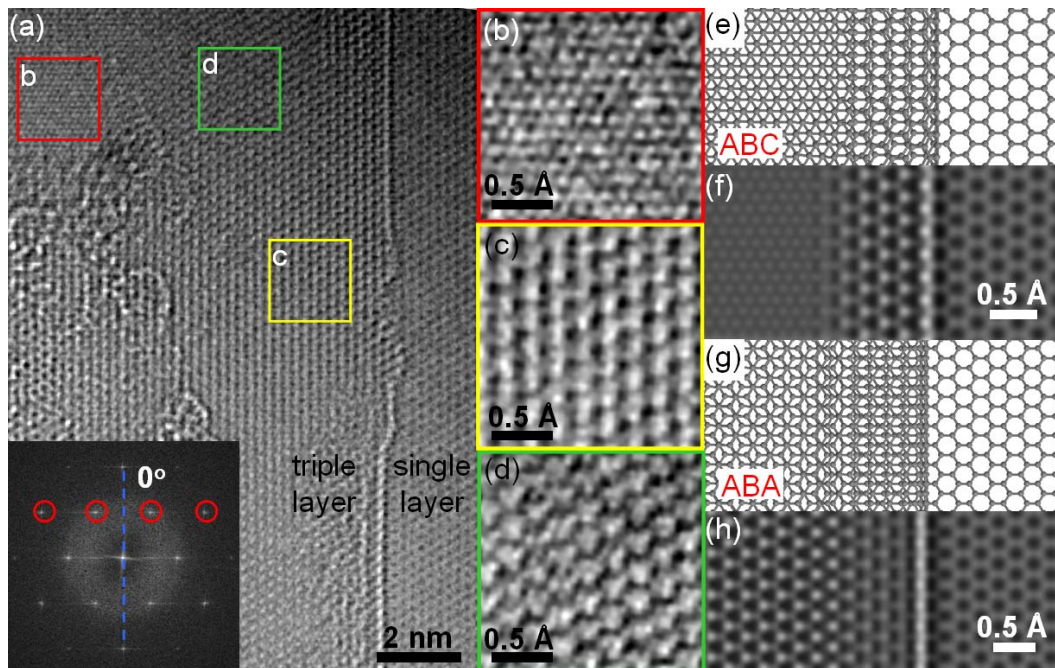 (a)
b
d
c
0°
triple
layer
single
layer
2 nm
(b)
0.5 Å
(c)
0.5 Å
(d)
0.5 Å
(e)
ABC
(f)
0.5 Å
(g)
ABA
(h)
0.5 Å